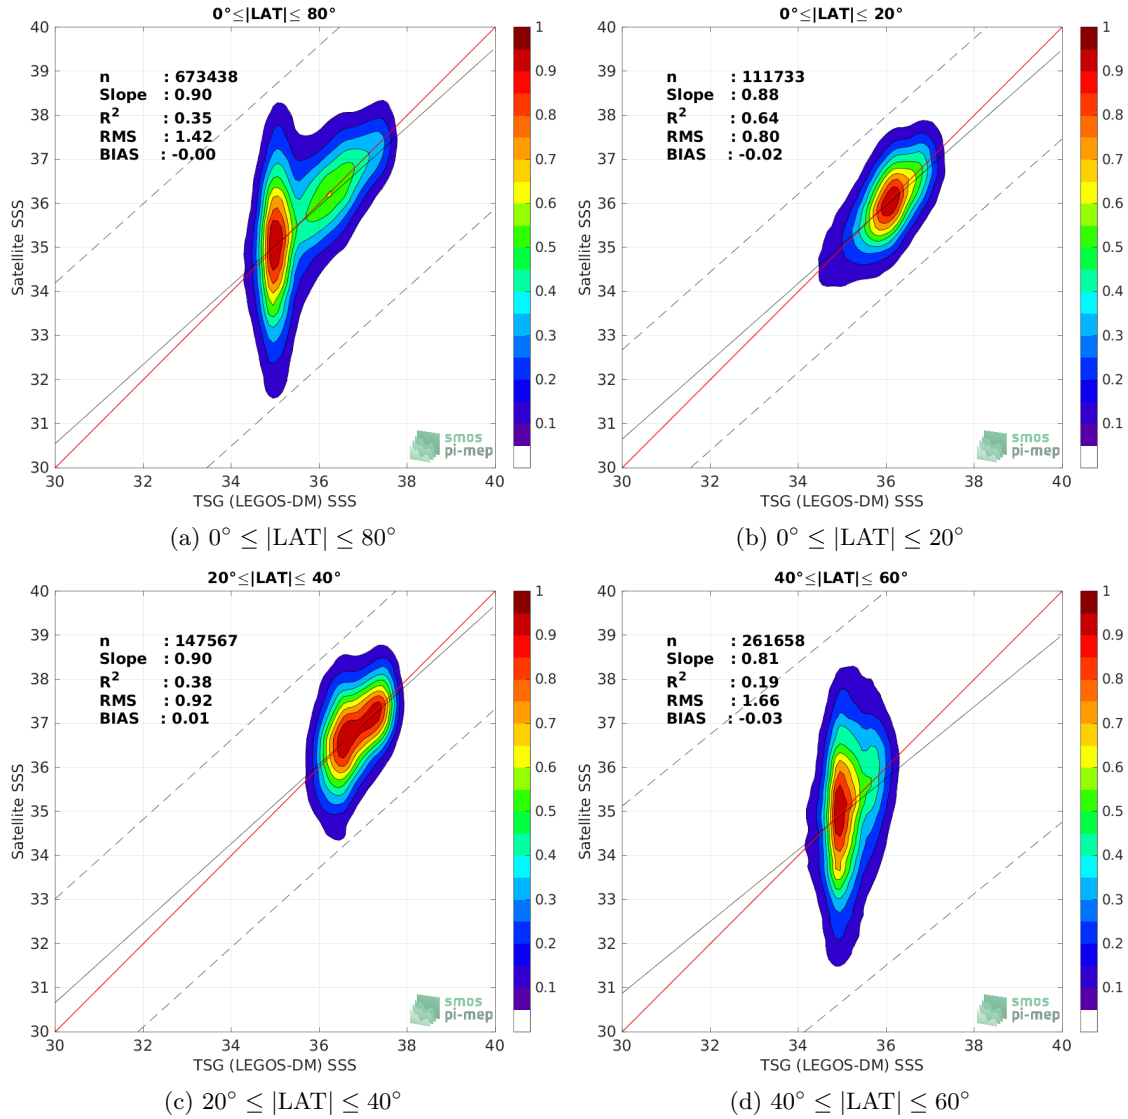 0°≤|LAT|≤ 80°
n : 673438
Slope : 0.90
R² : 0.35
RMS : 1.42
BIAS : -0.00
40
39
38
37
36
35
34
33
32
31
30
30 32 34 36 38 40
Satellite SSS
TSG (LEGOS-DM) SSS
1
0.9
0.8
0.7
0.6
0.5
0.4
0.3
0.2
0.1
smos
pi-mep
(a) 0° ≤ |LAT| ≤ 80°
0°≤|LAT|≤ 20°
n : 111733
Slope : 0.88
R² : 0.64
RMS : 0.80
BIAS : -0.02
40
39
38
37
36
35
34
33
32
31
30
30 32 34 36 38 40
Satellite SSS
TSG (LEGOS-DM) SSS
1
0.9
0.8
0.7
0.6
0.5
0.4
0.3
0.2
0.1
smos
pi-mep
(b) 0° ≤ |LAT| ≤ 20°
20°≤|LAT|≤ 40°
n : 147567
Slope : 0.90
R² : 0.38
RMS : 0.92
BIAS : 0.01
40
39
38
37
36
35
34
33
32
31
30
30 32 34 36 38 40
Satellite SSS
TSG (LEGOS-DM) SSS
1
0.9
0.8
0.7
0.6
0.5
0.4
0.3
0.2
0.1
smos
pi-mep
(c) 20° ≤ |LAT| ≤ 40°
40°≤|LAT|≤ 60°
n : 261658
Slope : 0.81
R² : 0.19
RMS : 1.66
BIAS : -0.03
40
39
38
37
36
35
34
33
32
31
30
30 32 34 36 38 40
Satellite SSS
TSG (LEGOS-DM) SSS
1
0.9
0.8
0.7
0.6
0.5
0.4
0.3
0.2
0.1
smos
pi-mep
(d) 40° ≤ |LAT| ≤ 60°